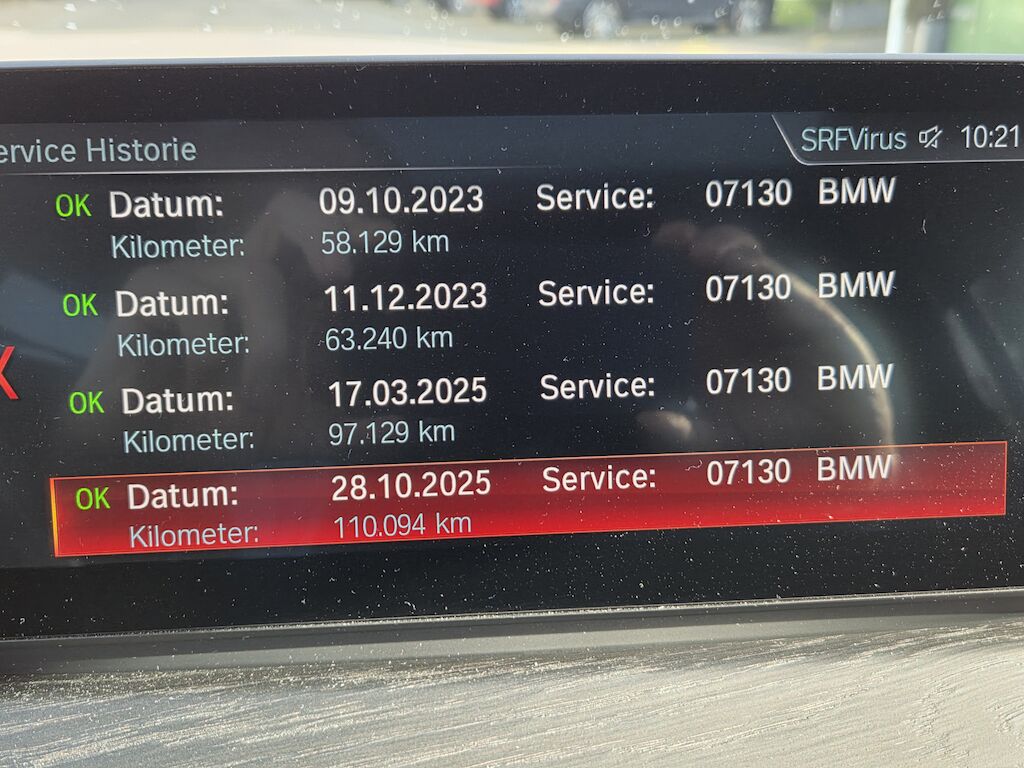 ervice Historie
SRFVirus 10:21
OK Datum: 09.10.2023 Service: 07130 BMW
Kilometer: 58.129 km
OK Datum: 11.12.2023 Service: 07130 BMW
Kilometer: 63.240 km
OK Datum: 17.03.2025 Service: 07130 BMW
Kilometer: 97.129 km
OK Datum: 28.10.2025 Service: 07130 BMW
Kilometer: 110.094 km